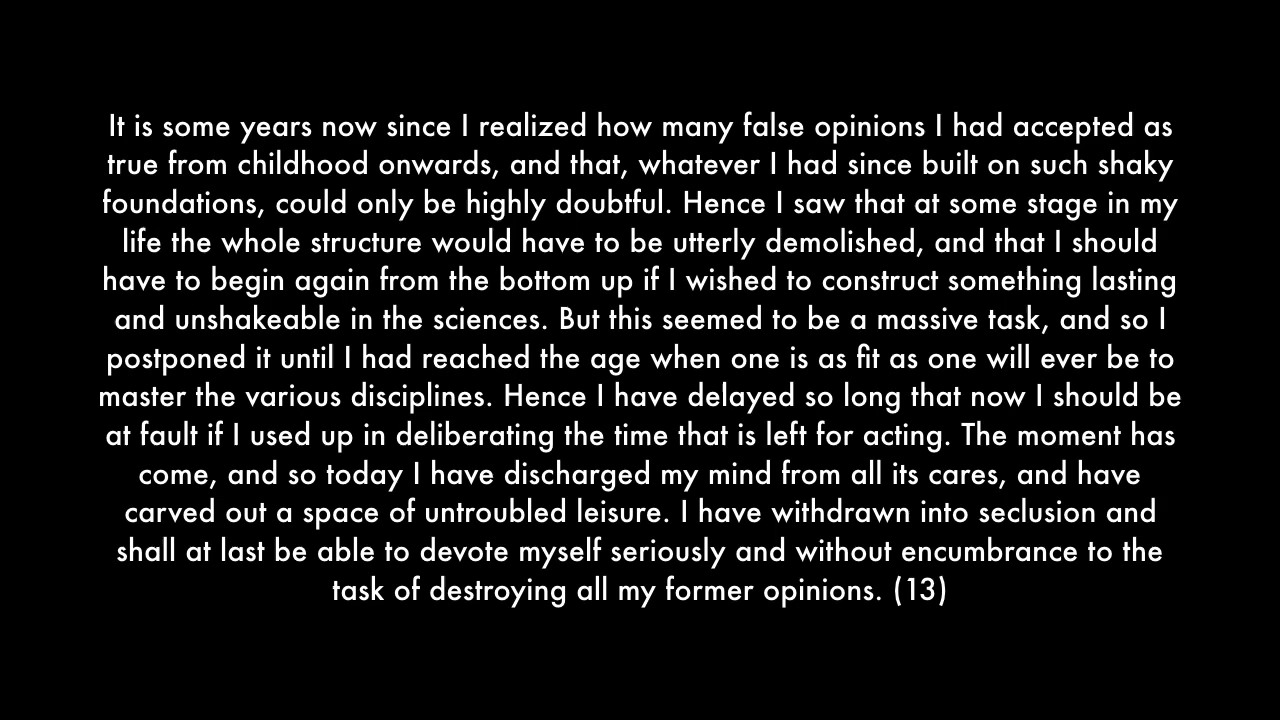 It is some years now since I realized how many false opinions I had accepted as
true from childhood onwards, and that, whatever I had since built on such shaky
foundations, could only be highly doubtful. Hence I saw that at some stage in my
life the whole structure would have to be utterly demolished, and that I should
have to begin again from the bottom up if I wished to construct something lasting
and unshakeable in the sciences. But this seemed to be a massive task, and so I
postponed it until I had reached the age when one is as fit as one will ever be to
master the various disciplines. Hence I have delayed so long that now I should be
at fault if I used up in deliberating the time that is left for acting. The moment has
come, and so today I have discharged my mind from all its cares, and have
carved out a space of untroubled leisure. I have withdrawn into seclusion and
shall at last be able to devote myself seriously and without encumbrance to the
task of destroying all my former opinions. (13)